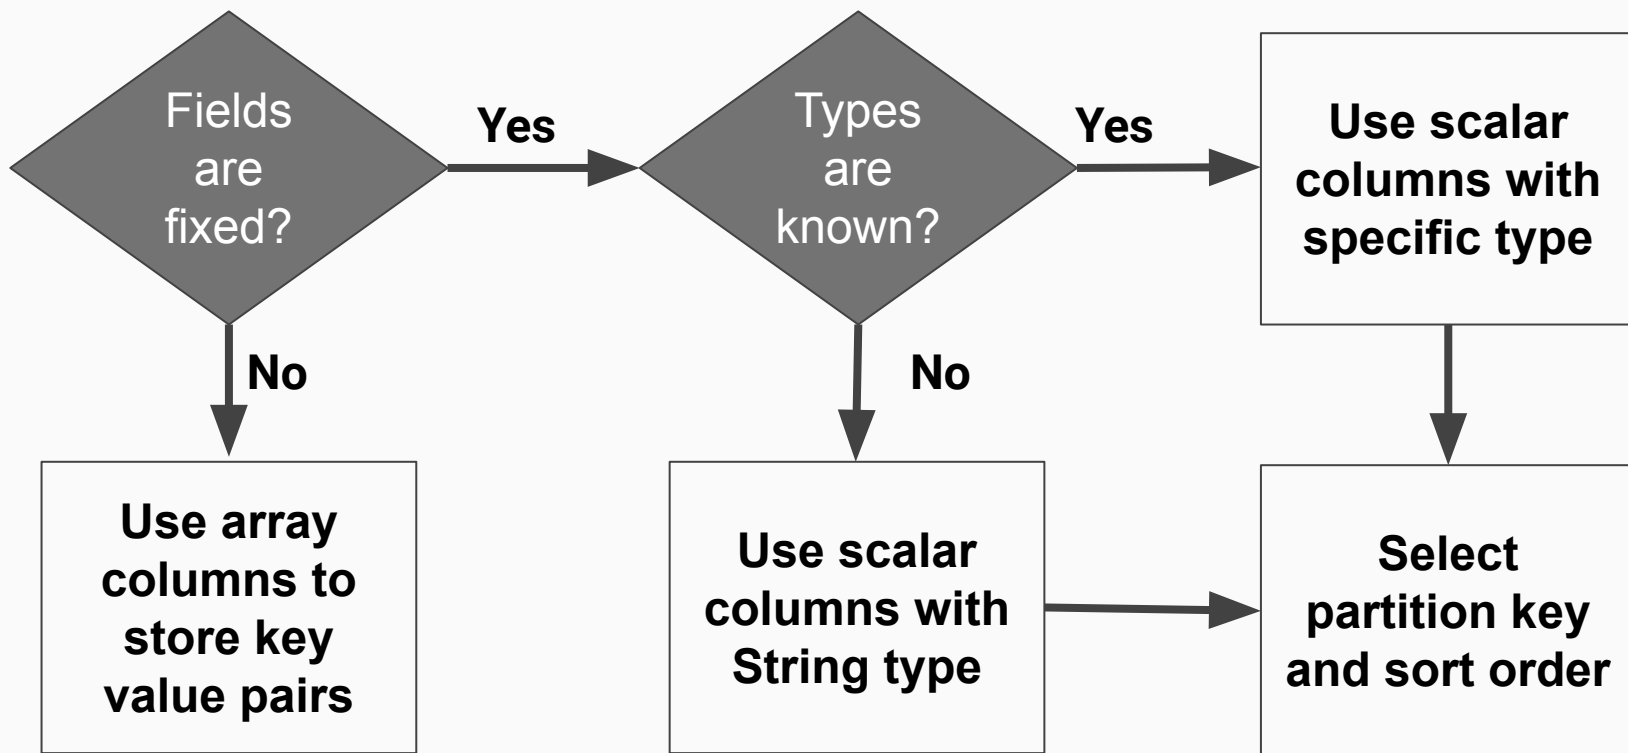 Fields
are
fixed?
Yes
Types
are
known?
Yes
Use scalar
columns with
specific type
No
No
Use array
columns to
store key
value pairs
Use scalar
columns with
String type
Select
partition key
and sort order